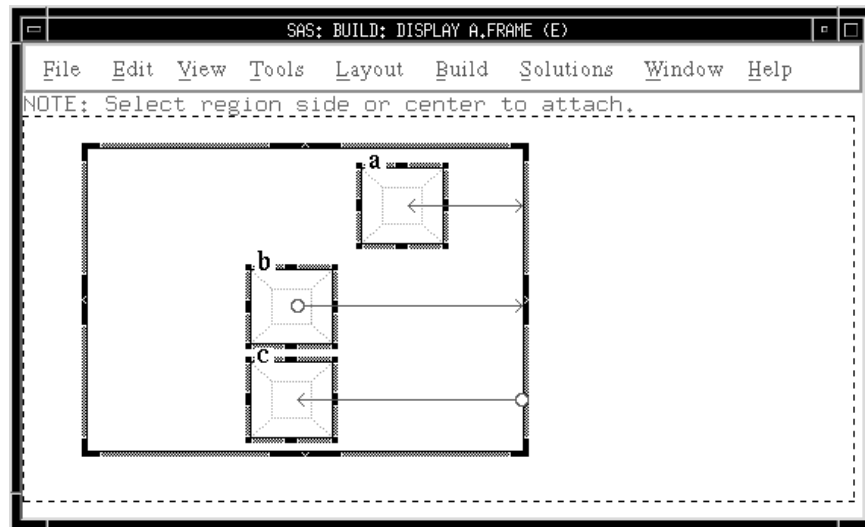 SAS: BUILD: DISPLAY A.FRAME (E)
File Edit View Tools Layout Build Solutions Window Help
NOTE: Select region side or center to attach.
a
b
c